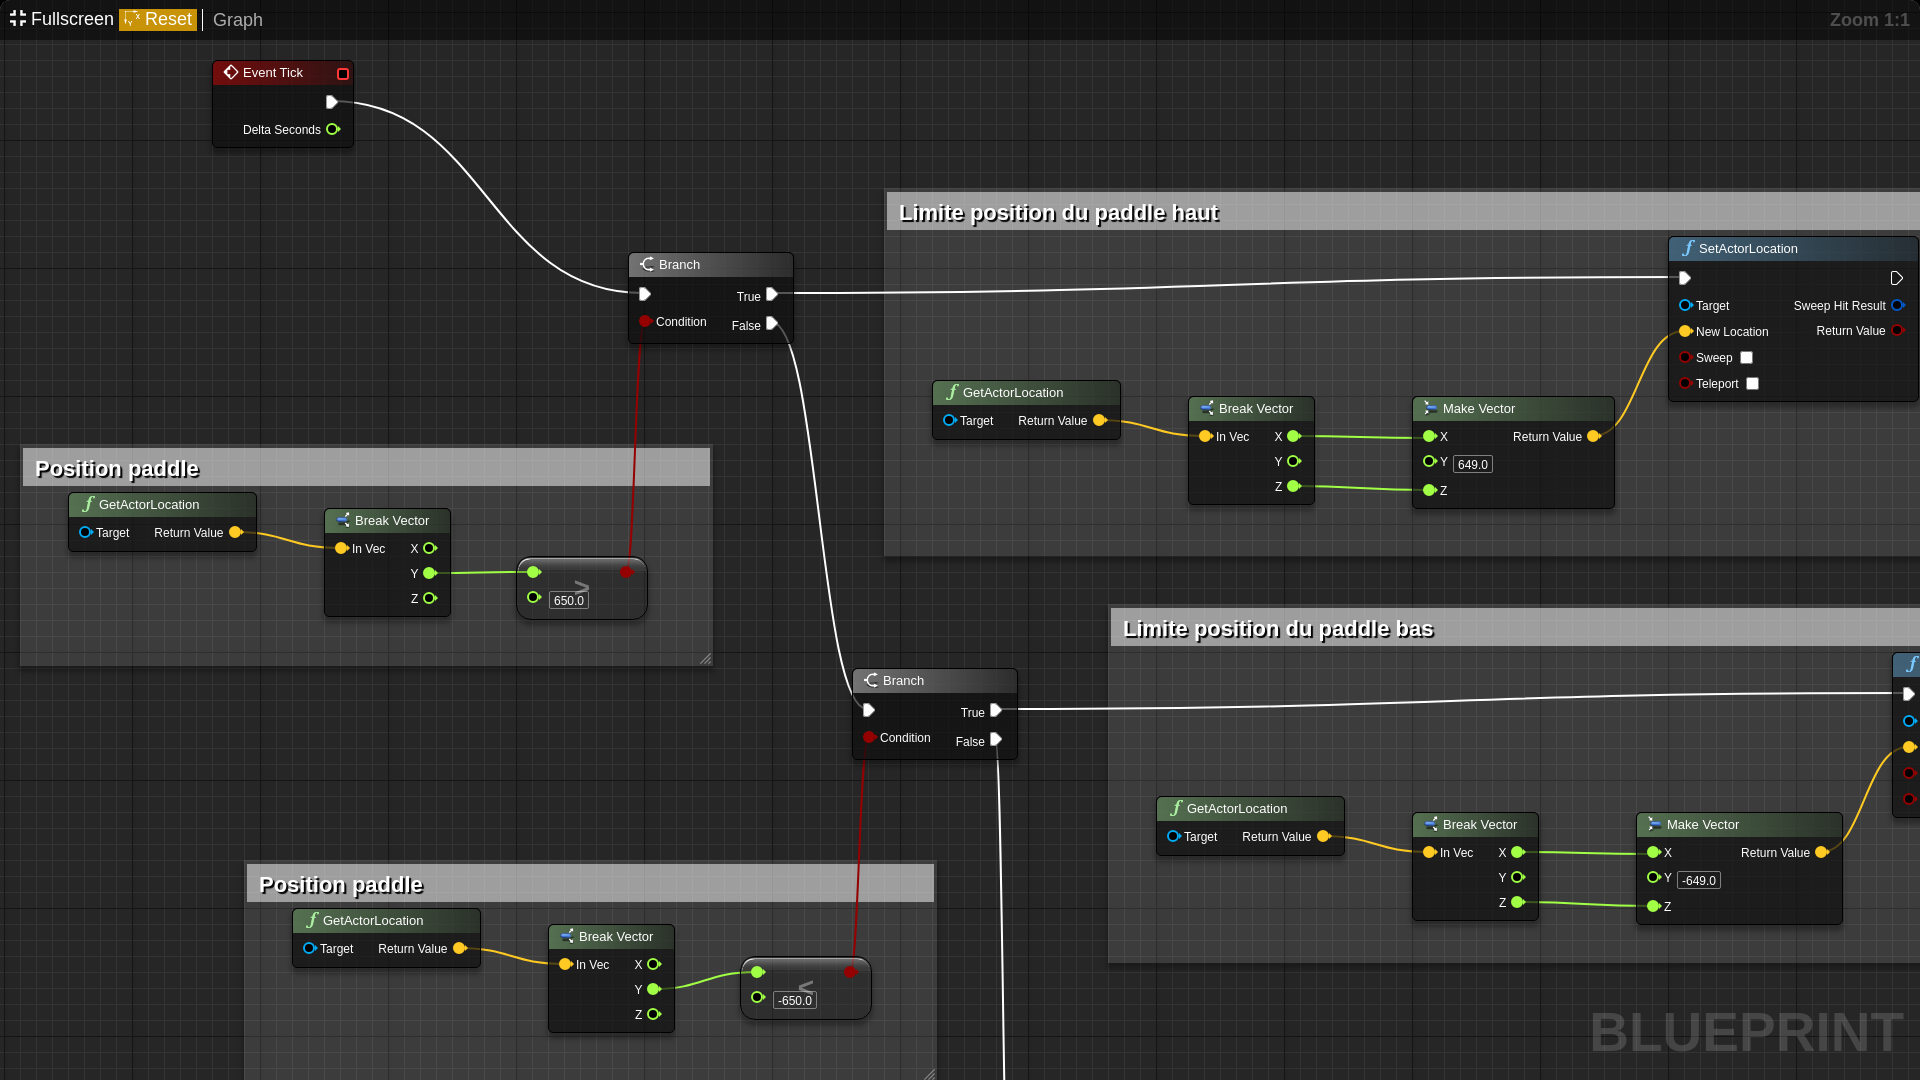 Fullscreen Reset Graph Zoom 1:1
Event Tick
Delta Seconds
Branch
True
Condition
False
Limite position du paddle haut
SetActorLocation
Target Sweep Hit Result
New Location Return Value
Sweep
Teleport
GetActorLocation
Target Return Value
Break Vector
In Vec X
Y
Z
Make Vector
X Return Value
Y 649.0
Z
Position paddle
GetActorLocation
Target Return Value
Break Vector
In Vec X
Y
Z
>
650.0
Limite position du paddle bas
Branch
True
Condition
False
GetActorLocation
Target Return Value
Break Vector
In Vec X
Y
Z
Make Vector
X Return Value
Y -649.0
Z
Position paddle
GetActorLocation
Target Return Value
Break Vector
In Vec X
Y
Z
<
-650.0
BLUEPRINT